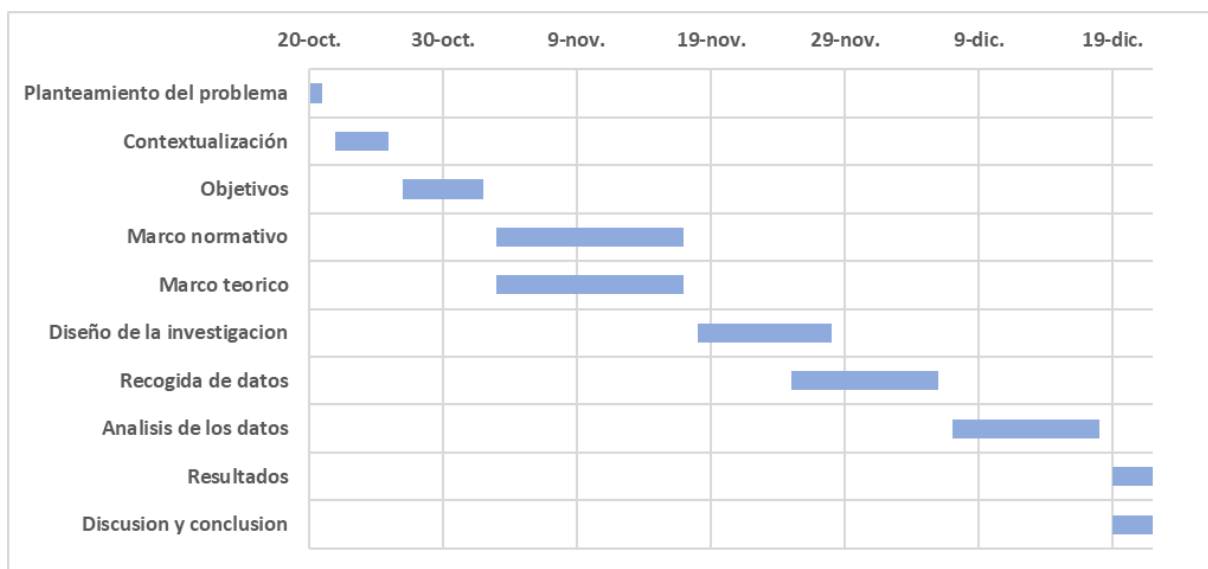 20-oct. 30-oct. 9-nov. 19-nov. 29-nov. 9-dic. 19-dic.
Planteamiento del problema
Contextualización
Objetivos
Marco normativo
Marco teorico
Diseño de la investigacion
Recogida de datos
Analisis de los datos
Resultados
Discusion y conclusion